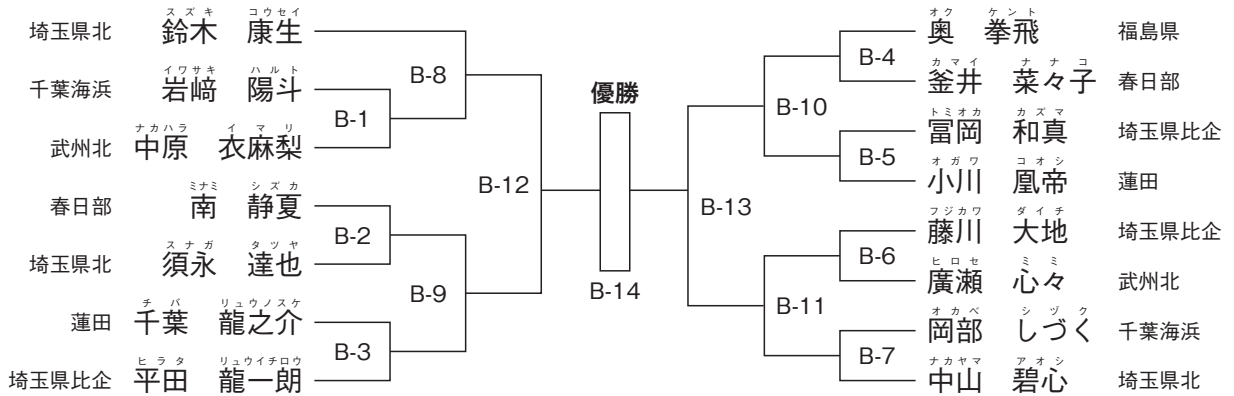 スズキ コウセイ
埼玉県北 鈴木 康生
イワサキ ハルト
千葉海浜 岩﨑 陽斗
ナカハラ イマリ
武州北 中原 衣麻梨
ミナミ シズカ
春日部 南 静夏
スナガ タツヤ
埼玉県北 須永 達也
チバ リュウノスケ
蓮田 千葉 龍之介
ヒラタ リュウイチロウ
埼玉県比企 平田 龍一朗
B-8
B-1
B-12
B-2
B-9
B-3
優勝
B-14
オク ケント
奥 拳飛 福島県
カマイ ナナコ
釜井 菜々子 春日部
トミオカ カズマ
冨岡 和真 埼玉県比企
オガワ コオシ
小川 凰帝 蓮田
フジカワ ダイチ
藤川 大地 埼玉県比企
ヒロセ ミミ
廣瀬 心々 武州北
オカベ シヅク
岡部 しづく 千葉海浜
ナカヤマ アオシ
中山 碧心 埼玉県北
B-4
B-10
B-5
B-13
B-6
B-11
B-7